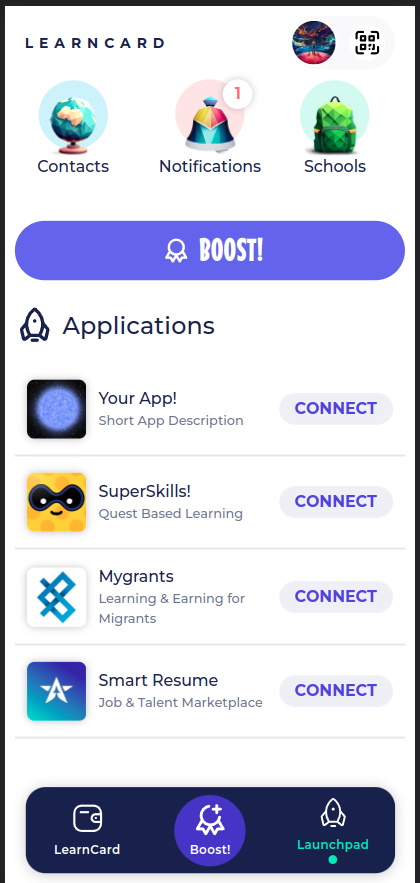 LEARNCARD
1
Contacts
Notifications
Schools
BOOST!
Applications
Your App!
Short App Description
CONNECT
SuperSkills!
Quest Based Learning
CONNECT
Mygrants
Learning & Earning for
Migrants
CONNECT
Smart Resume
Job & Talent Marketplace
CONNECT
LearnCard
Boost!
Launchpad